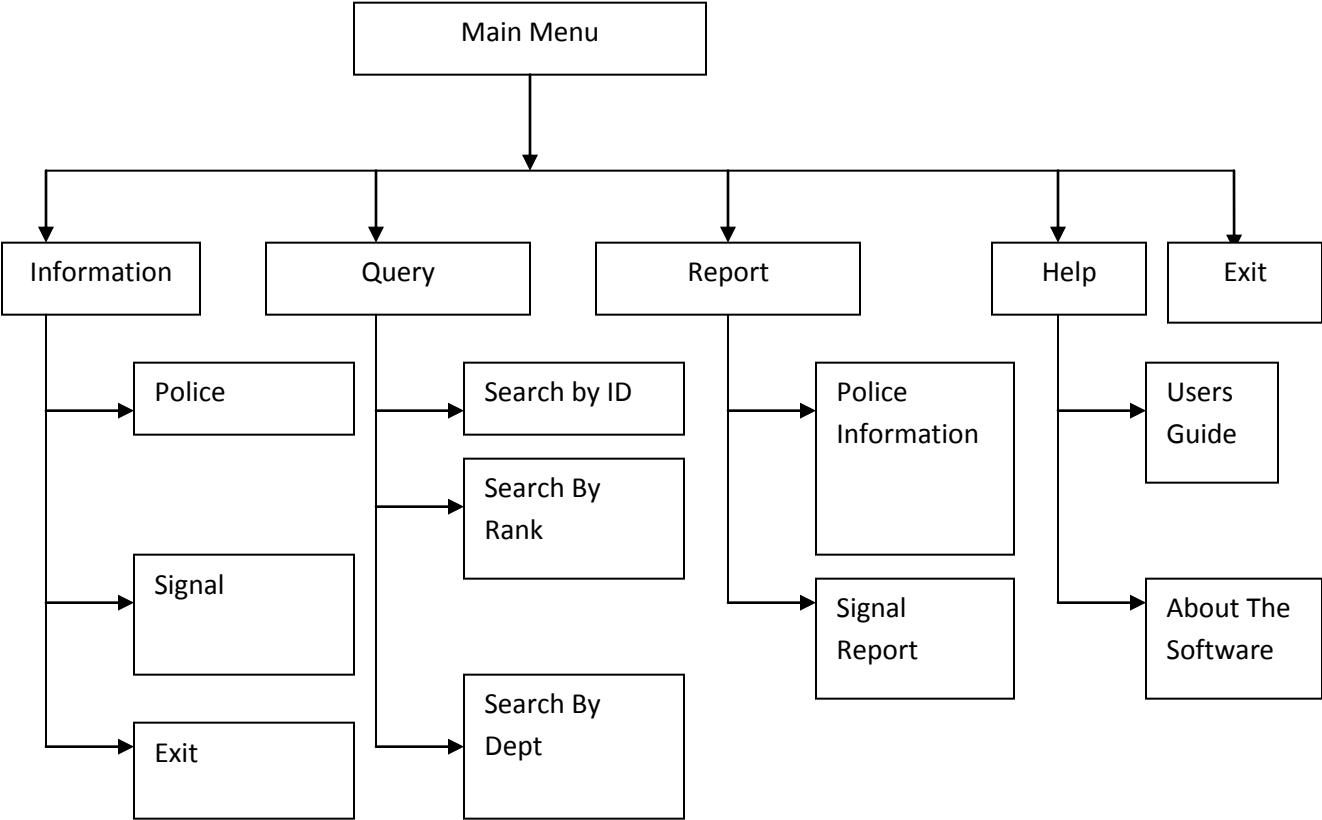 Main Menu
Information
Query
Report
Help
Exit
Police
Signal
Exit
Search by ID
Search By
Rank
Search By
Dept
Police
Information
Signal
Report
Users
Guide
About The
Software